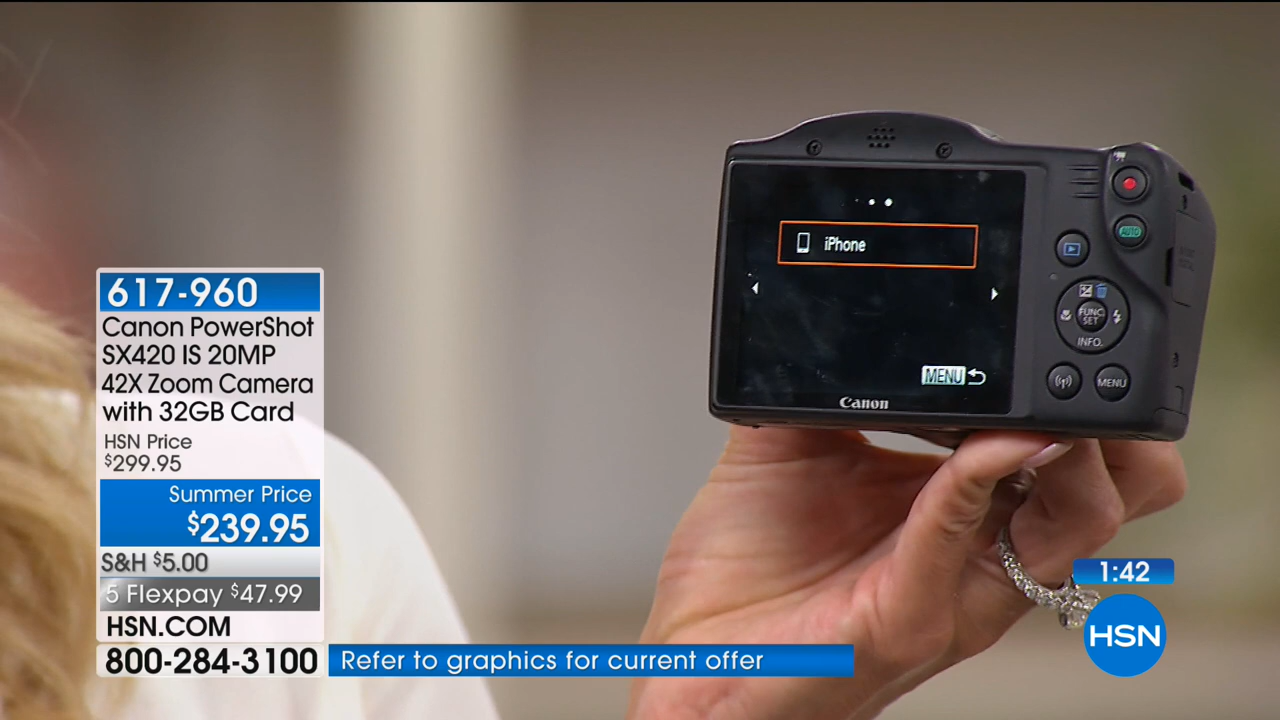 617-960
Canon PowerShot
SX420 IS 20MP
42X Zoom Camera
with 32GB Card
HSN Price
$299.95
Summer Price
$239.95
S&H $5.00
5 Flexpay $47.99
HSN.COM
800-284-3100
Refer to graphics for current offer
iPhone
MENU
Canon
AUTO
FUNC.
SET
INFO.
MENU
1:42
HSN